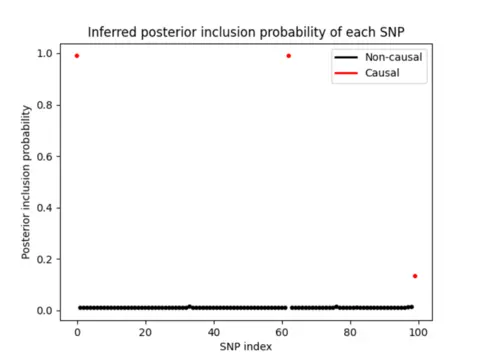 Inferred posterior inclusion probability of each SNP
Non-causal
Causal
Posterior inclusion probability
1.0
0.8
0.6
0.4
0.2
0.0
0 20 40 60 80 100
SNP index